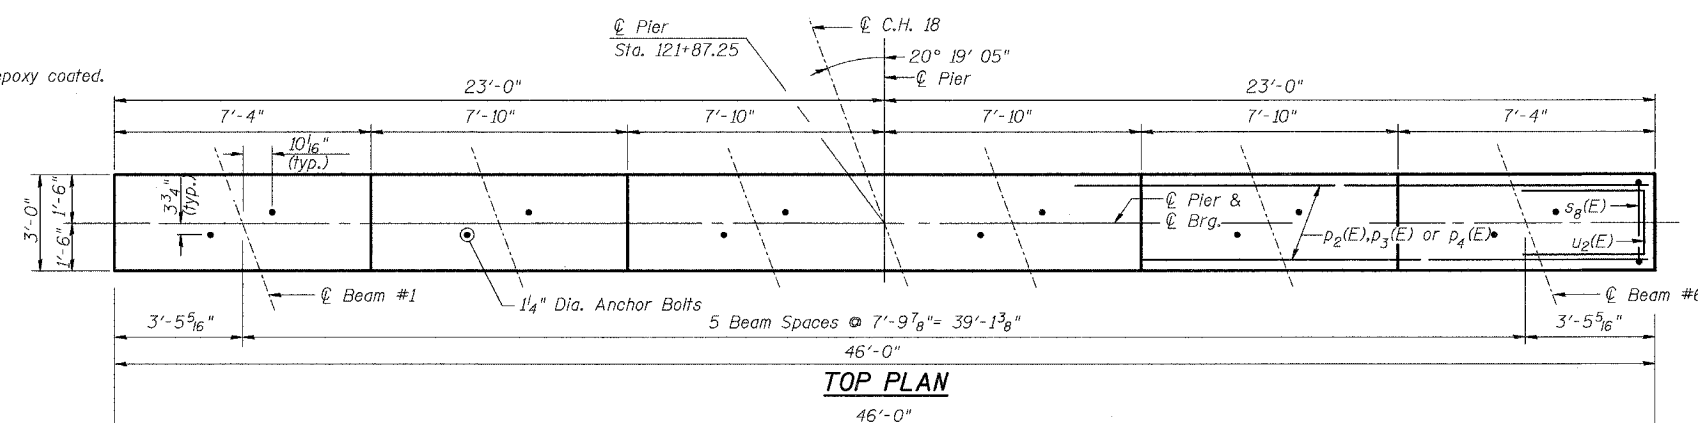 ℄ Pier
Sta. 121+87.25
℄ C.H. 18
20° 19' 05"
℄ Pier
epoxy coated.
23'-0"
23'-0"
7'-4"
7'-10"
7'-10"
7'-10"
7'-10"
7'-4"
10 1/16"
(typ.)
3 3/4"
(typ.)
3'-0"
1'-6"
1'-6"
℄ Pier &
℄ Brg.
p2(E),p3(E) or p4(E)
s8(E)
u2(E)
℄ Beam #1
1 1/4" Dia. Anchor Bolts
℄ Beam #6
3'-5 5/16"
5 Beam Spaces @ 7'-9 7/8"= 39'-1 3/8"
3'-5 5/16"
46'-0"
TOP PLAN
46'-0"